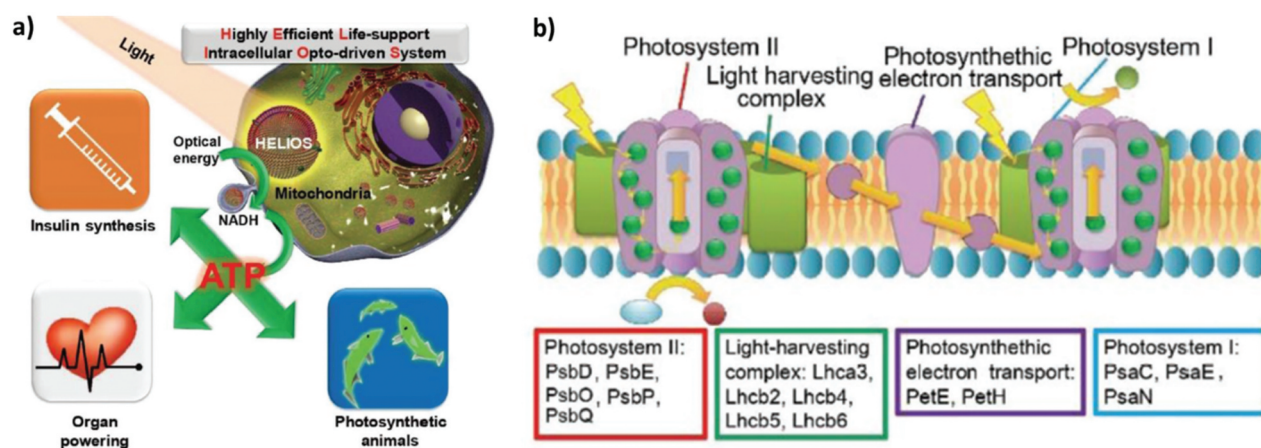 a)
Highly Efficient Life-support
Intracellular Opto-driven System
Light
Insulin synthesis
Optical
energy
HELIOS
Mitochondria
NADH
ATP
Organ
powering
Photosynthetic
animals
b)
Photosystem II
Light harvesting
complex
Photosynthethic
electron transport
Photosystem I
Photosystem II:
PsbD, PsbE,
PsbO, PsbP,
PsbQ
Light-harvesting
complex: Lhca3,
Lhcb2, Lhcb4,
Lhcb5, Lhcb6
Photosynthethic
electron transport:
PetE, PetH
Photosystem I:
PsaC, PsaE,
PsaN